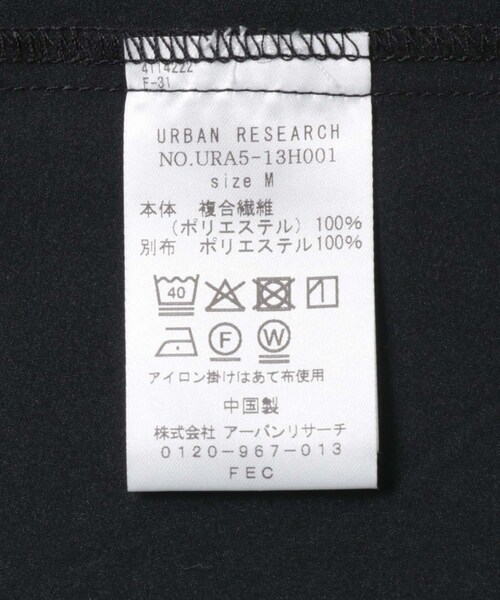 4114222
F-31
URBAN RESEARCH
NO.URA5-13H001
size M
本体 複合繊維
(ポリエステル) 100%
別布 ポリエステル100%
40
F W
アイロン掛けはあて布使用
中国製
株式会社 アーバンリサーチ
0120-967-013
FEC